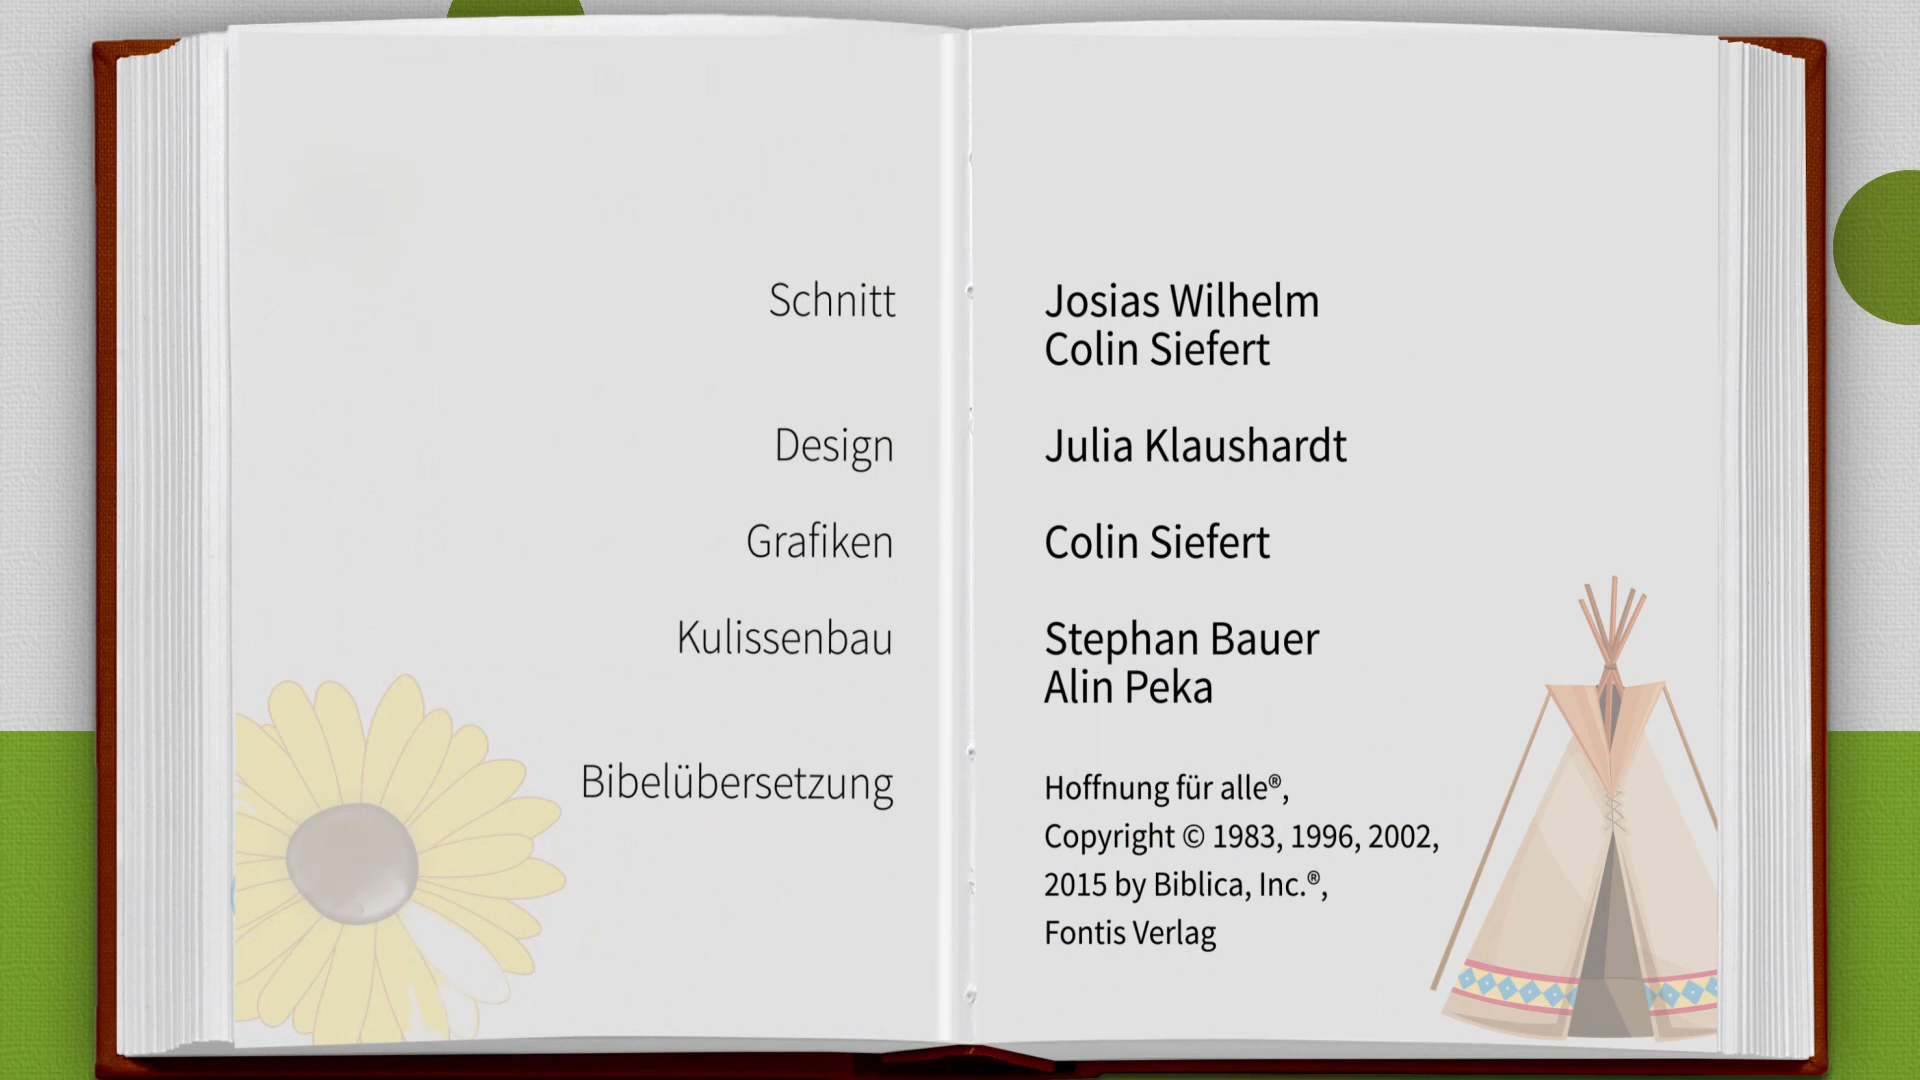 Schnitt Josias Wilhelm
Colin Siefert
Design Julia Klaushardt
Grafiken Colin Siefert
Kulissenbau Stephan Bauer
Alin Peka
Bibelübersetzung Hoffnung für alle®,
Copyright © 1983, 1996, 2002,
2015 by Biblica, Inc.®,
Fontis Verlag